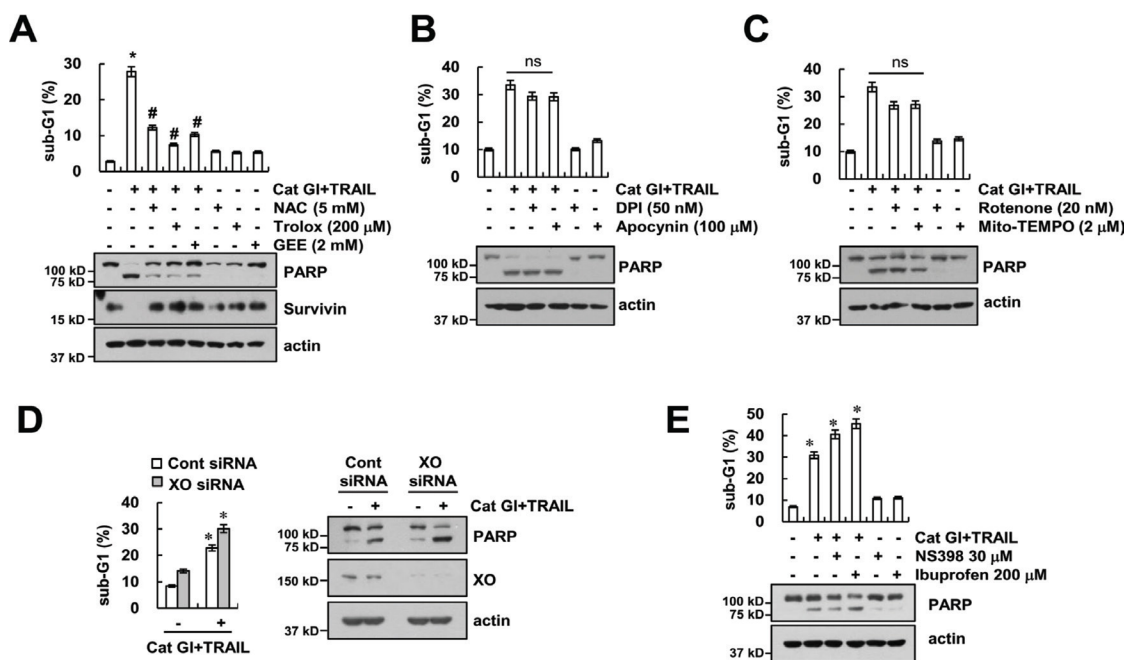 A
sub-G1 (%)
30
20
10
0
*
#
#
#
- + + + + - - - Cat GI+TRAIL
- - + - - + - - NAC (5 mM)
- - - + - - + - Trolox (200 μM)
- - - - + - - + GEE (2 mM)
100 kD
75 kD
PARP
15 kD
Survivin
37 kD
actin
B
sub-G1 (%)
40
30
20
10
0
ns
- + + + - - Cat GI+TRAIL
- - + - + - DPI (50 nM)
- - - + - + Apocynin (100 μM)
100 kD
75 kD
PARP
37 kD
actin
C
sub-G1 (%)
40
30
20
10
0
ns
- + + + - - Cat GI+TRAIL
- - + - + - Rotenone (20 nM)
- - - + - + Mito-TEMPO (2 μM)
100 kD
75 kD
PARP
37 kD
actin
D
Cont siRNA
XO siRNA
sub-G1 (%)
40
30
20
10
0
* *
- +
Cat GI+TRAIL
Cont siRNA
XO siRNA
- + - + Cat GI+TRAIL
100 kD
75 kD
PARP
150 kD
XO
37 kD
actin
E
sub-G1 (%)
50
40
30
20
10
0
* * *
- + + + - - Cat GI+TRAIL
- - + - + - NS398 30 μM
- - - + - + Ibuprofen 200 μM
100 kD
75 kD
PARP
37 kD
actin